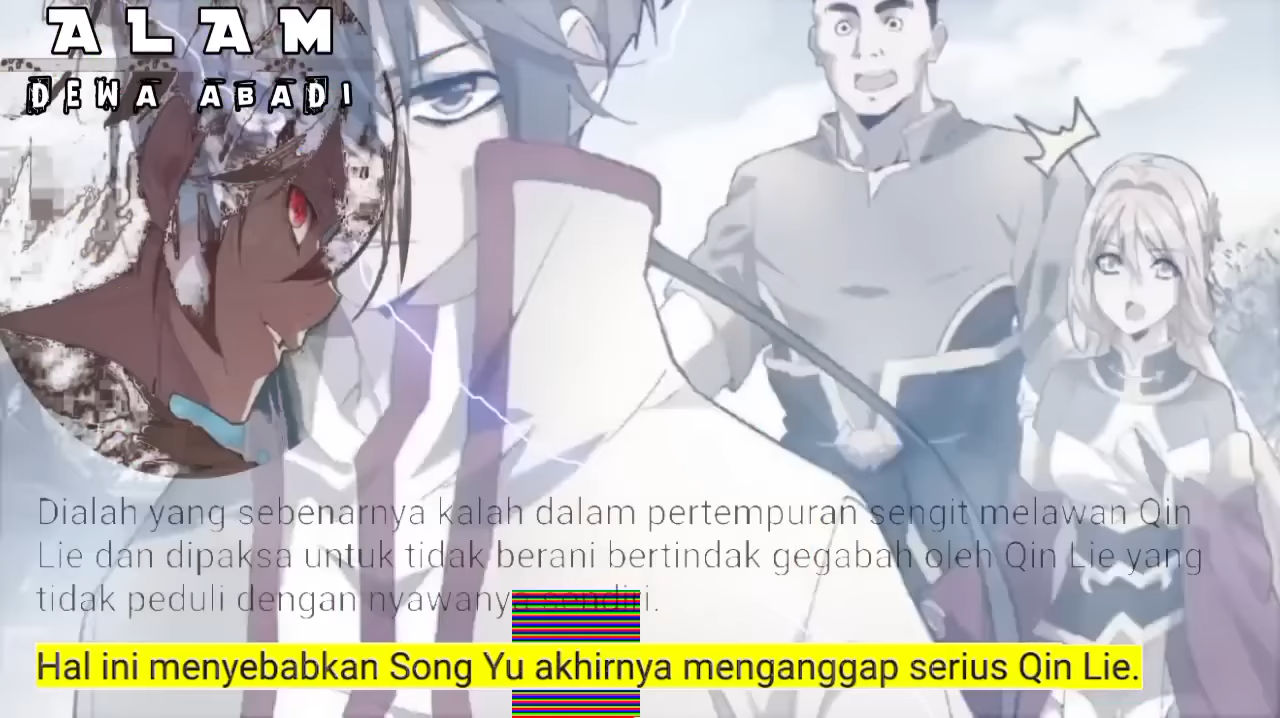 ALAM
DEWA ABADI
Dialah yang sebenarnya kalah dalam pertempuran sengit melawan Qin
Lie dan dipaksa untuk tidak berani bertindak gegabah oleh Qin Lie yang
tidak peduli dengan nyawanya sendiri.
Hal ini menyebabkan Song Yu akhirnya menganggap serius Qin Lie.